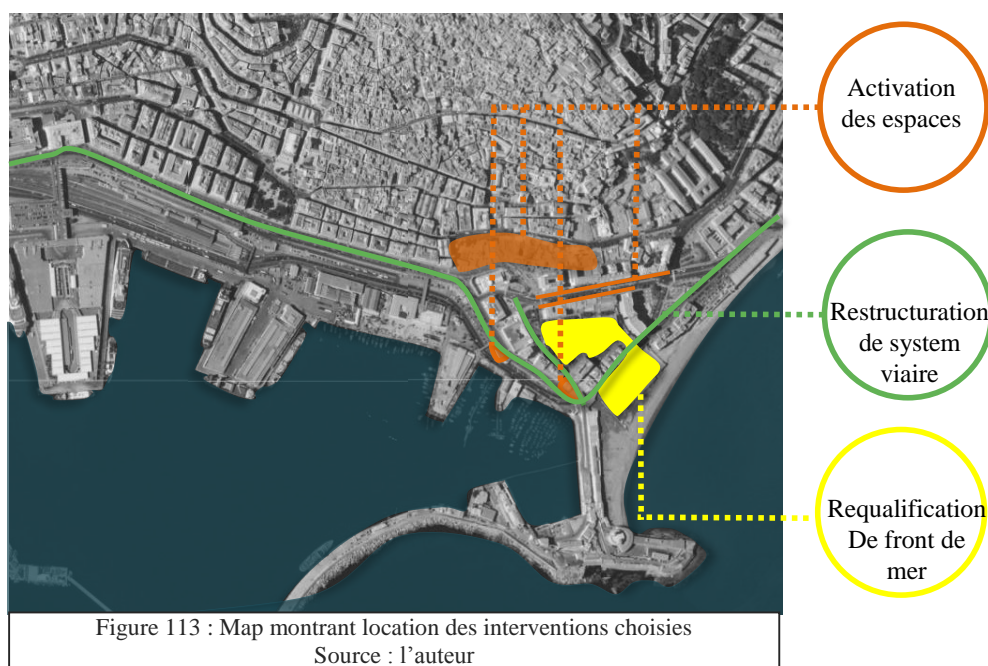 Activation
des espaces
Restructuration
de system
viaire
Requalification
De front de
mer
Figure 113 : Map montrant location des interventions choisies
Source : l'auteur